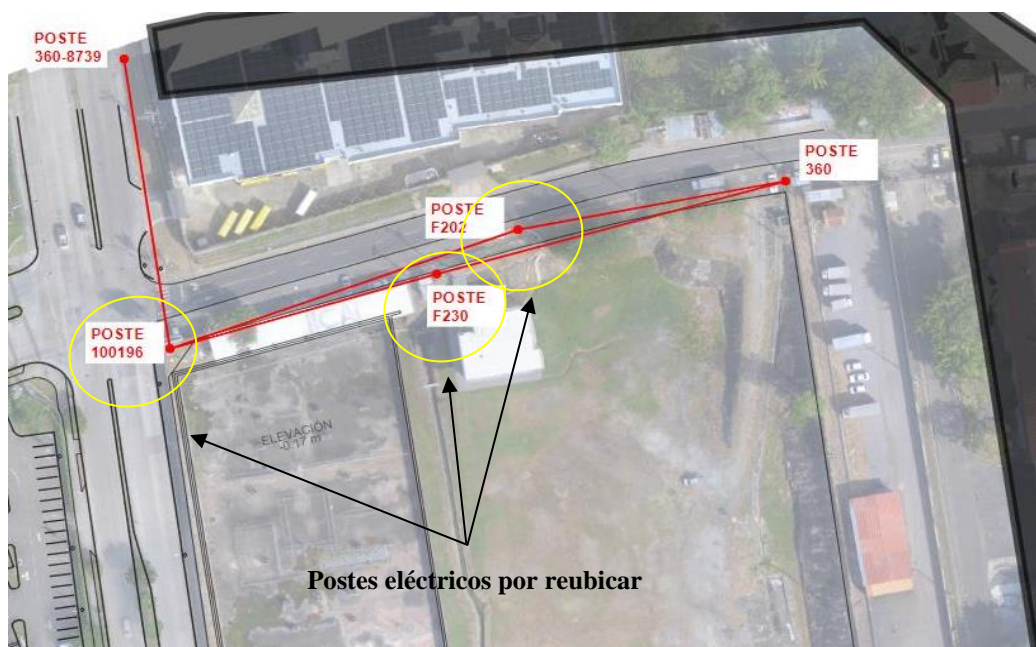 POSTE
360-8739
POSTE
360
POSTE
F202
POSTE
F230
POSTE
100196
ELEVACIÓN
-0.17 m
Postes eléctricos por reubicar